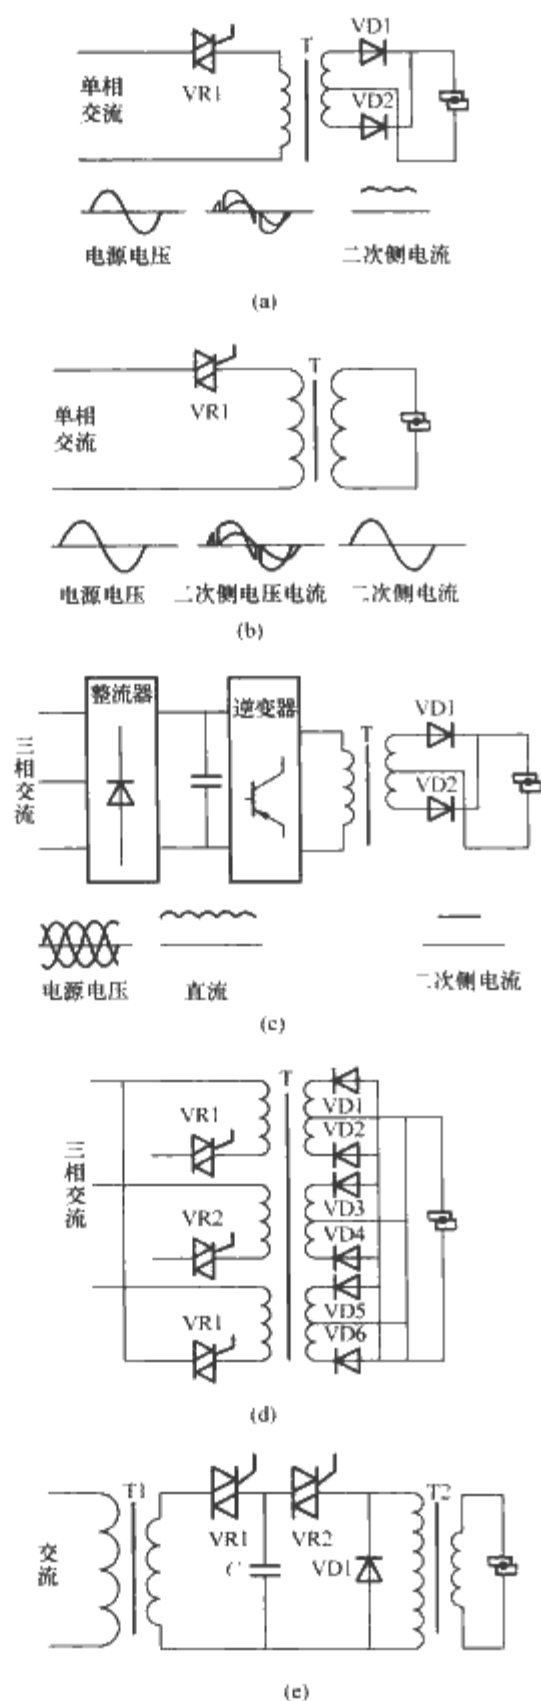 VD1
T
VR1
单相
交流
VD2
电源电压
二次侧电流
(a)
T
VR1
单相
交流
电源电压
二次侧电压电流
二次侧电流
(b)
整流器
逆变器
VD1
T
三相交流
VD2
电源电压
直流
二次侧电流
(c)
T
VR1
VD1
VD2
三相交流
VR2
VD3
VD4
VR1
VD5
VD6
(d)
T1
T2
VR1
VR2
交流
C
VD1
(e)